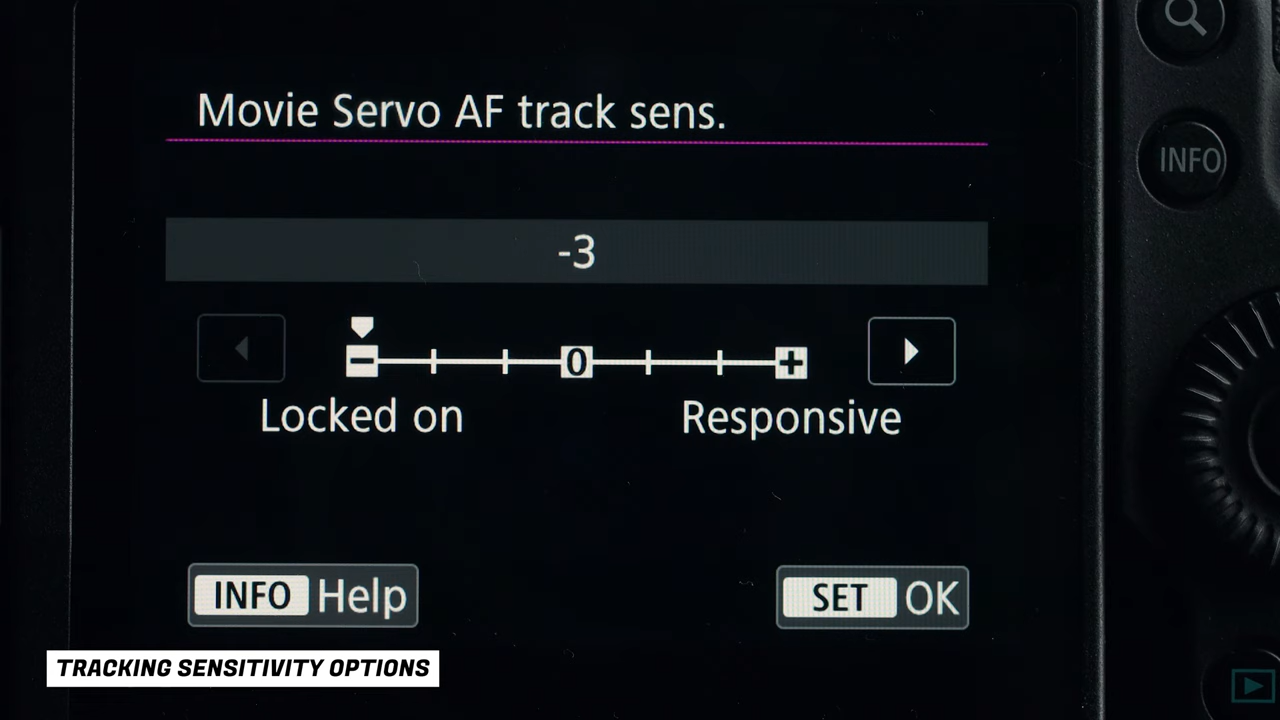 Movie Servo AF track sens.
-3
0
Locked on
Responsive
INFO Help
SET OK
INFO
TRACKING SENSITIVITY OPTIONS